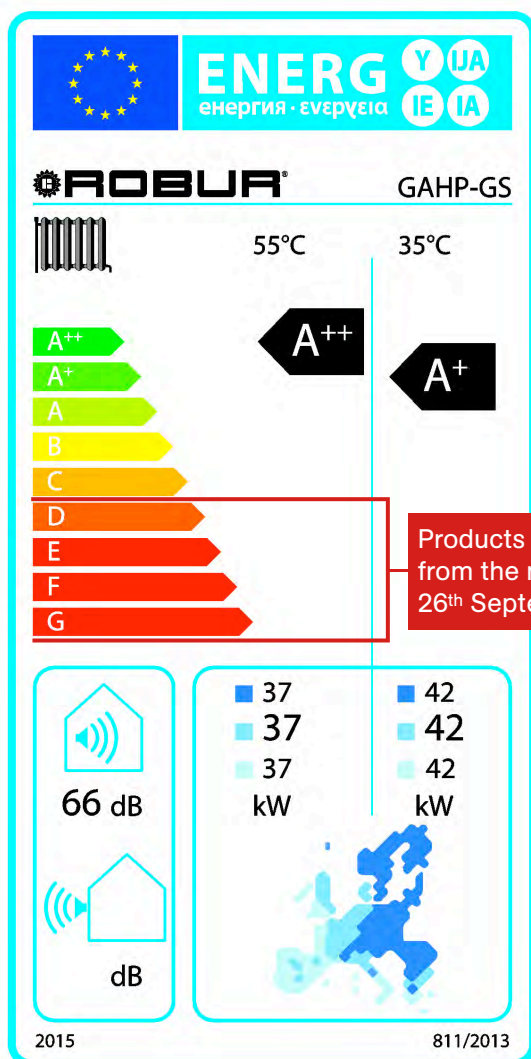 ENERG Y IJA
енергия · ενεργεια IE IA
ROBUR® GAHP-GS
55°C 35°C
A++ A++
A+ A+
A
B
C
D
E
F
G
Products
from the
26th
37 42
37 42
37 42
66 dB kW kW
dB
2015 811/2013